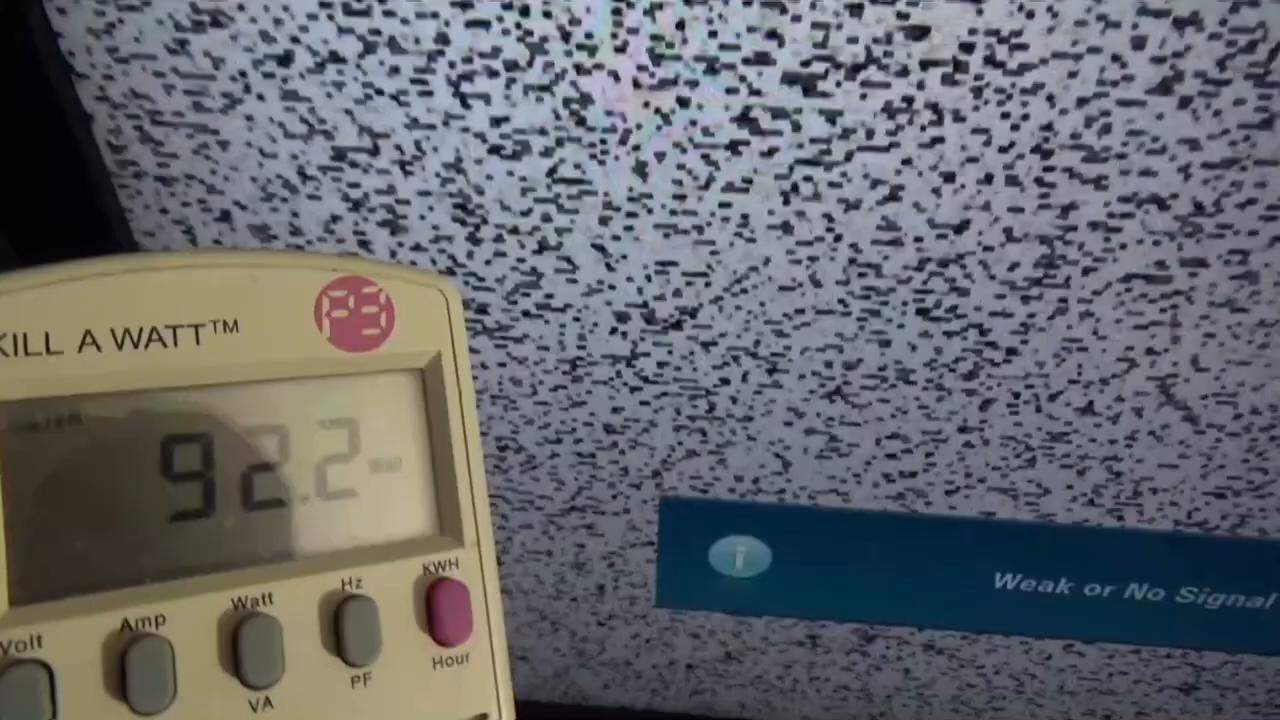 KILL A WATT™
P3
92.2
Volt
Amp
Watt
Hz
KWH
VA
PF
Hour
i
Weak or No Signal